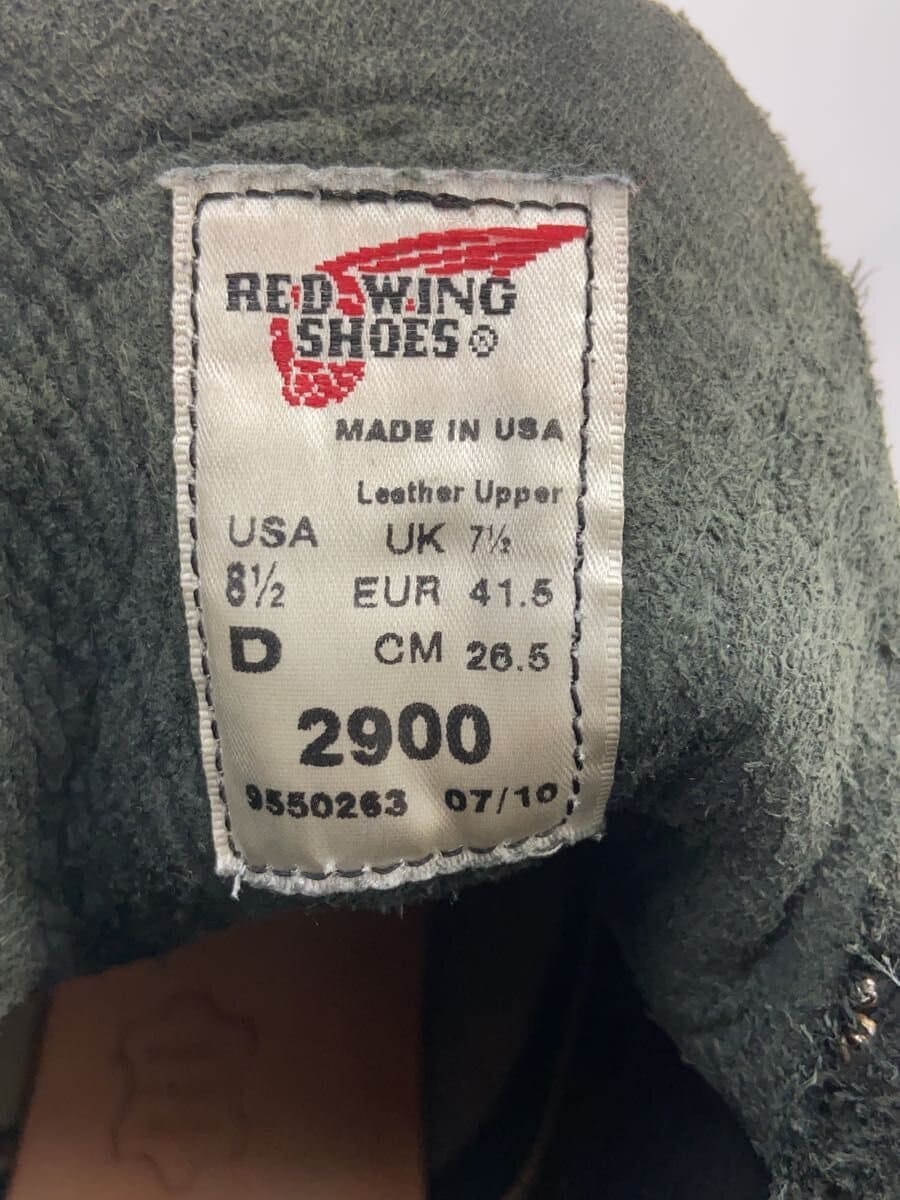 RED WING
SHOES ®
MADE IN USA
Leather Upper
USA UK 7½
8½ EUR 41.5
D CM 26.5
2900
9550263 07/10